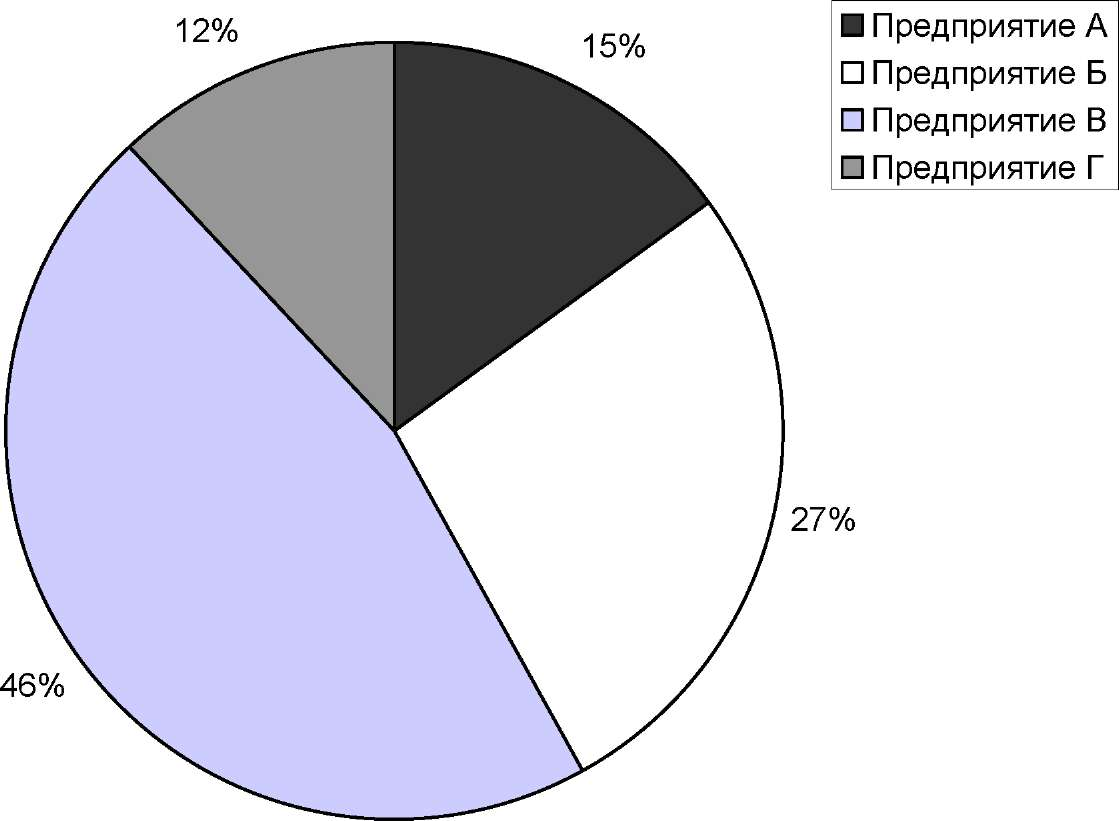 12%
15%
Предприятие А
Предприятие Б
Предприятие В
Предприятие Г
27%
46%